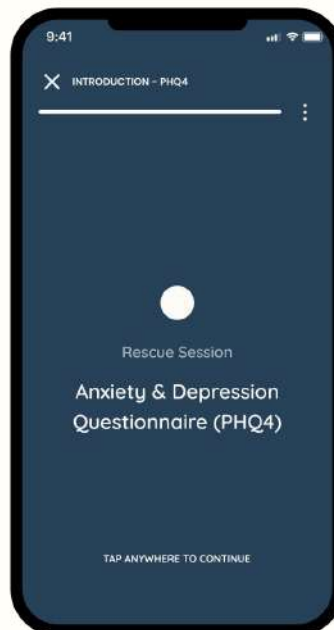 9:41
INTRODUCTION - PHQ4
Rescue Session
Anxiety & Depression
Questionnaire (PHQ4)
TAP ANYWHERE TO CONTINUE